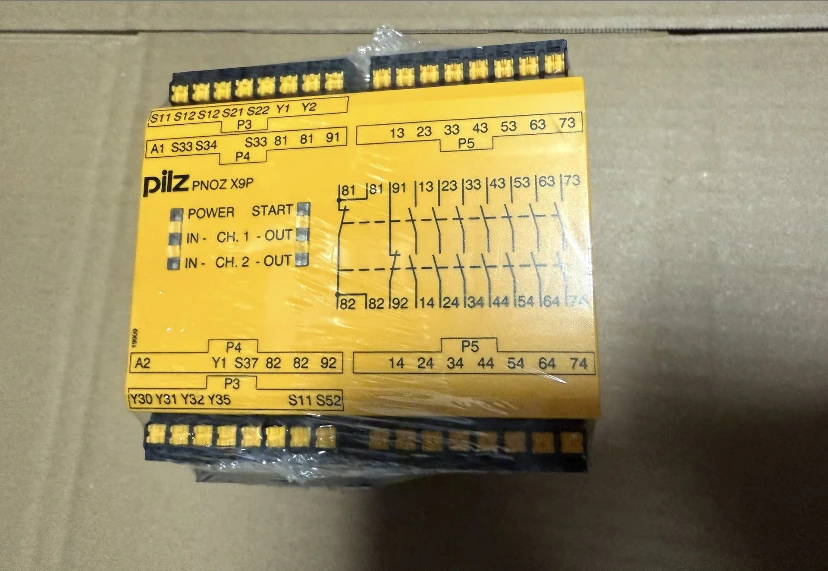 S11 S12 S12 S21 S22 Y1 Y2
P3
A1 S33 S34 S33 81 81 91
P4
13 23 33 43 53 63 73
P5
pilz PNOZ X9P
POWER START
IN - CH. 1 - OUT
IN - CH. 2 - OUT
81 81 91 13 23 33 43 53 63 73
82 82 92 14 24 34 44 54 64 74
P4
A2 Y1 S37 82 82 92
P3
Y30 Y31 Y32 Y35 S11 S52
P5
14 24 34 44 54 64 74